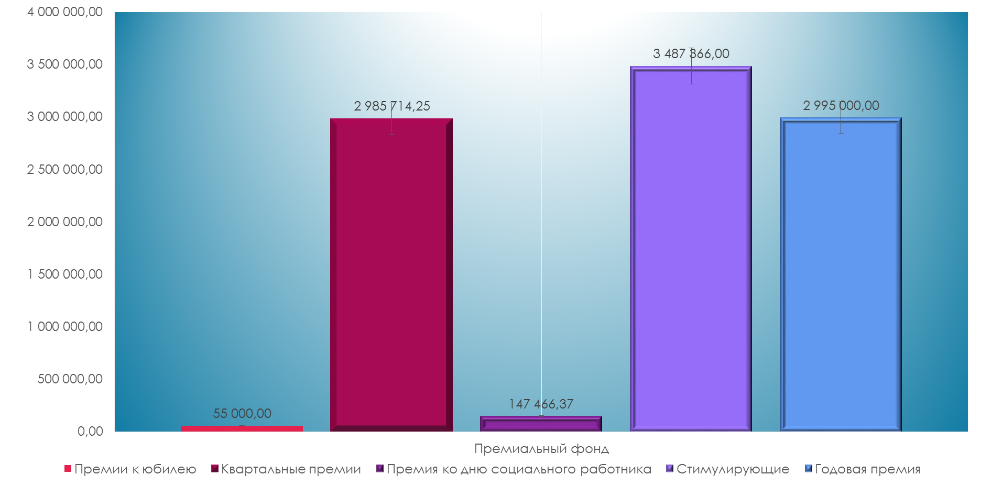 4 000 000,00
3 500 000,00
3 000 000,00
2 500 000,00
2 000 000,00
1 500 000,00
1 000 000,00
500 000,00
0,00
55 000,00
2 985 714,25
147 466,37
3 487 366,00
2 995 000,00
Премиальный фонд
Премии к юбилею Квартальные премии Премия ко дню социального работника Стимулирующие Годовая премия